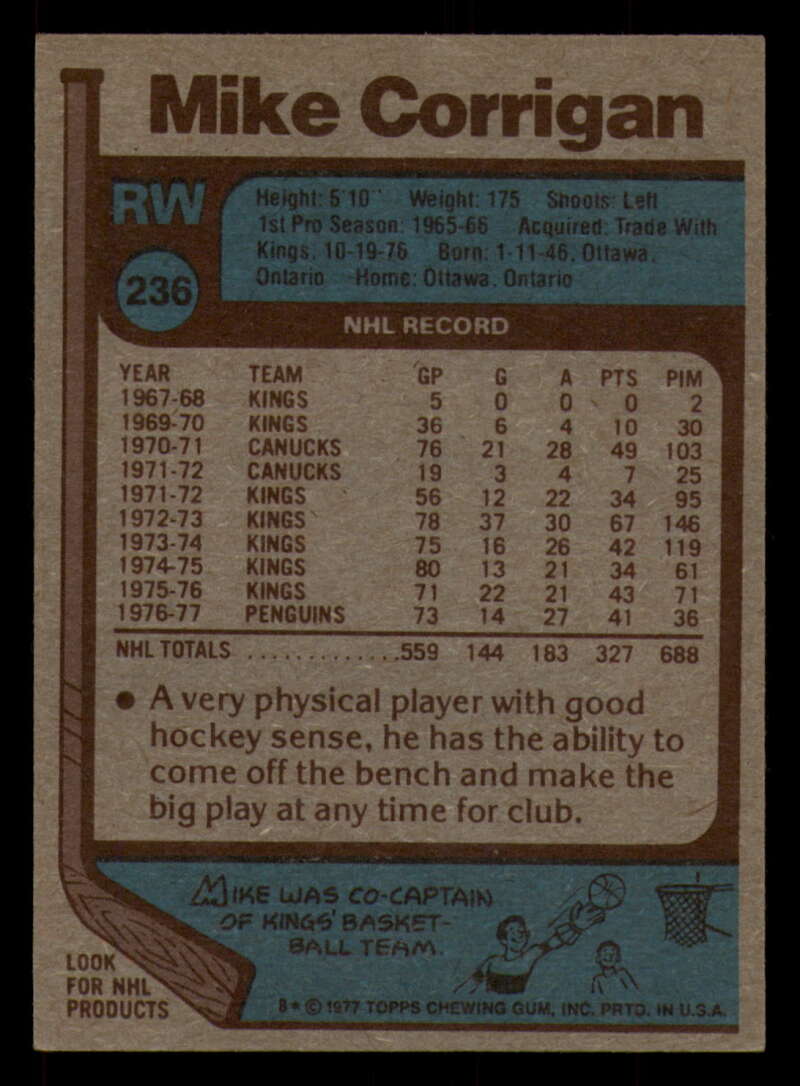 Mike Corrigan
RW
Height: 5'10" Weight: 175 Shoots: Left
1st Pro Season: 1965-66 Acquired: Trade With
Kings, 10-19-76 Born: 1-11-46, Ottawa,
Ontario Home: Ottawa, Ontario
236
NHL RECORD
YEAR TEAM GP G A PTS PIM
1967-68 KINGS 5 0 0 0 2
1969-70 KINGS 36 6 4 10 30
1970-71 CANUCKS 76 21 28 49 103
1971-72 CANUCKS 19 3 4 7 25
1971-72 KINGS 56 12 22 34 95
1972-73 KINGS 78 37 30 67 146
1973-74 KINGS 75 16 26 42 119
1974-75 KINGS 80 13 21 34 61
1975-76 KINGS 71 22 21 43 71
1976-77 PENGUINS 73 14 27 41 36
NHL TOTALS ..............559 144 183 327 688
• A very physical player with good
hockey sense, he has the ability to
come off the bench and make the
big play at any time for club.
MIKE WAS CO-CAPTAIN
OF KINGS' BASKET-
BALL TEAM.
LOOK
FOR NHL
PRODUCTS
B* © 1977 TOPPS CHEWING GUM, INC. PRTD. IN U.S.A.